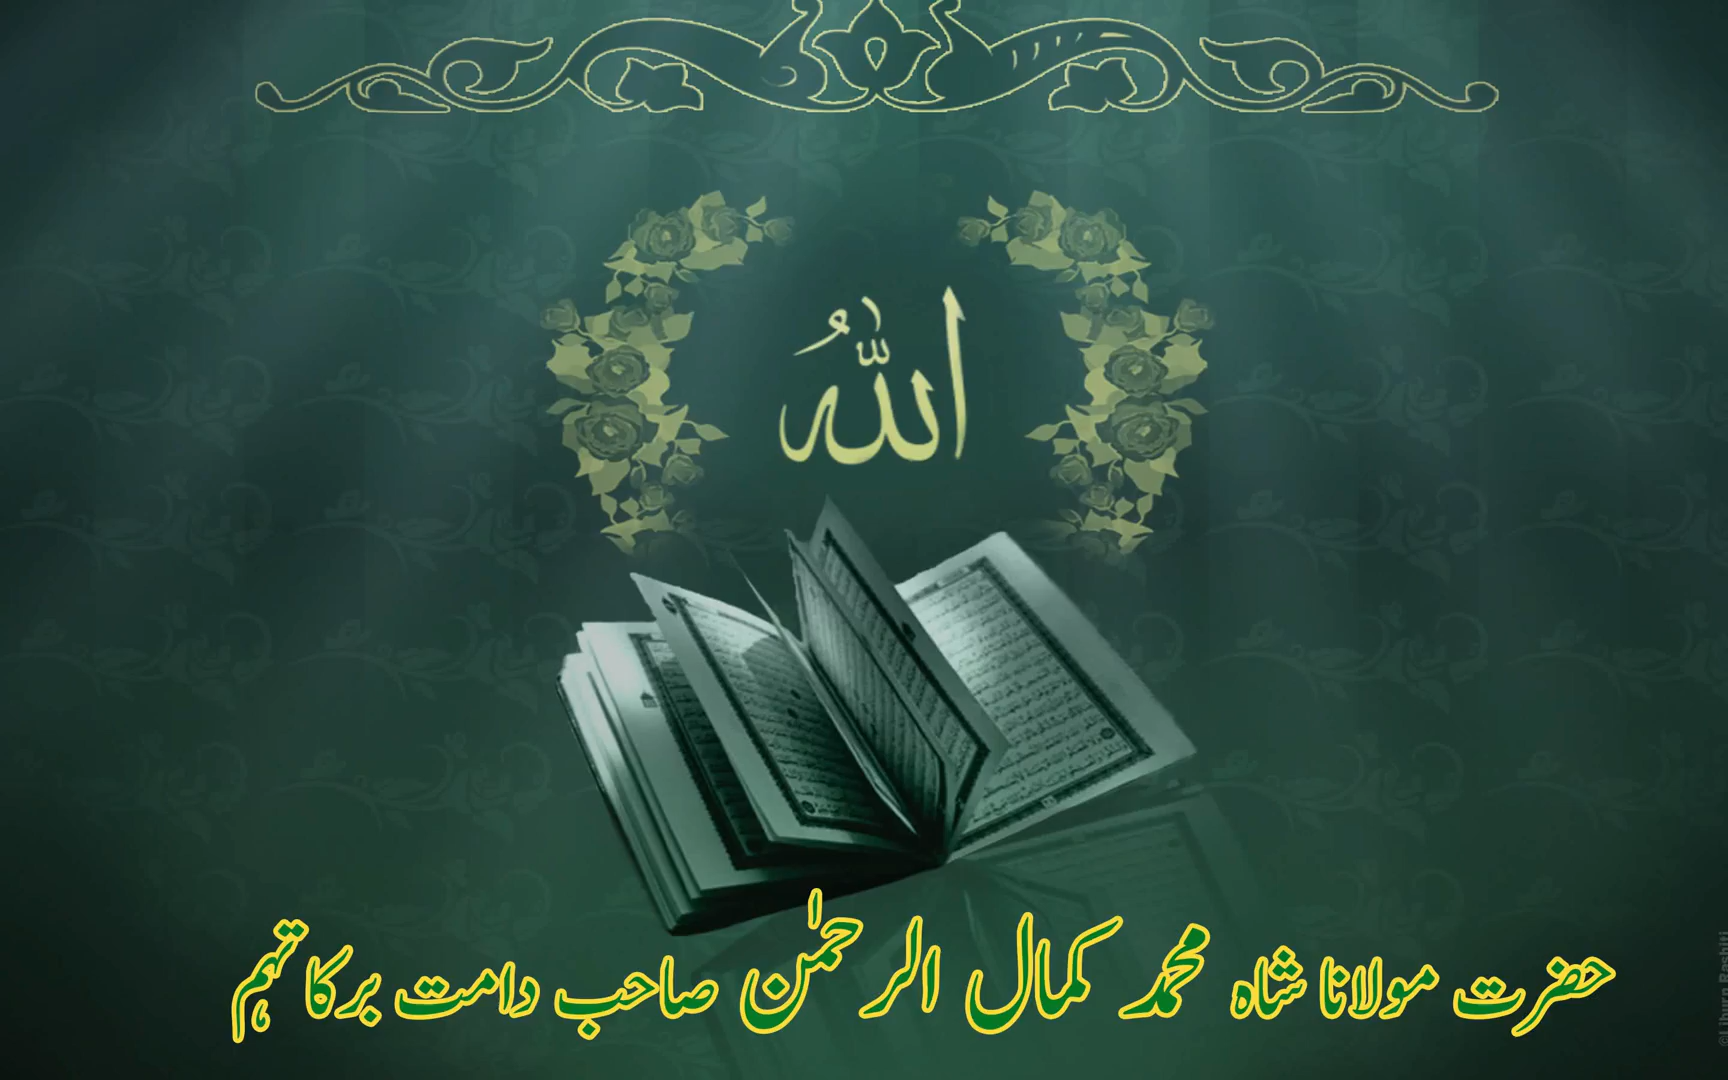 اللّٰهُ
حضرت مولانا شاہ محمد کمال الرحمٰن صاحب دامت برکاتہم